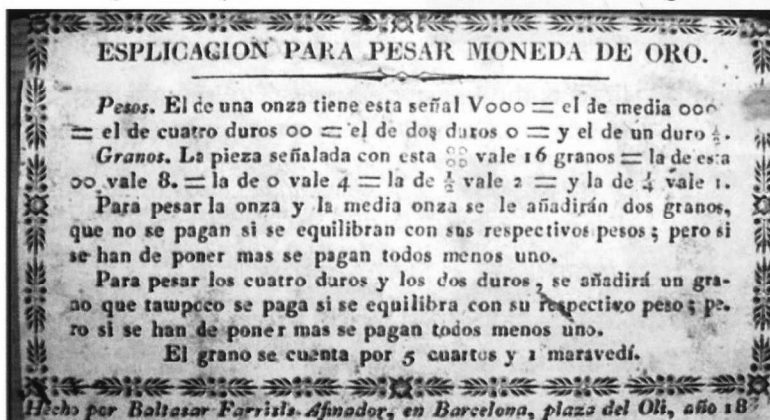 ESPLICACION PARA PESAR MONEDA DE ORO.
Pesos. El de una onza tiene esta señal Vooo = el de media ooo
= el de cuatro duros oo = el de dos duros o = y el de un duro ½.
Granos. La pieza señalada con esta oo oo vale 16 granos = la de esta
oo vale 8. = la de o vale 4 = la de ½ vale 2 = y la de ¼ vale 1.
Para pesar la onza y la media onza se le añadirán dos granos,
que no se pagan si se equilibran con sus respectivos pesos; pero si
se han de poner mas se pagan todos menos uno.
Para pesar los cuatro duros y los dos duros, se añadirá un gra-
no que tampoco se paga si se equilibra con su respectivo peso; pe-
ro si se han de poner mas se pagan todos menos uno.
El grano se cuenta por 5 cuartos y 1 maravedí.
Hecho por Baltasar Farriols Afinador, en Barcelona, plaza del Oli, año 18